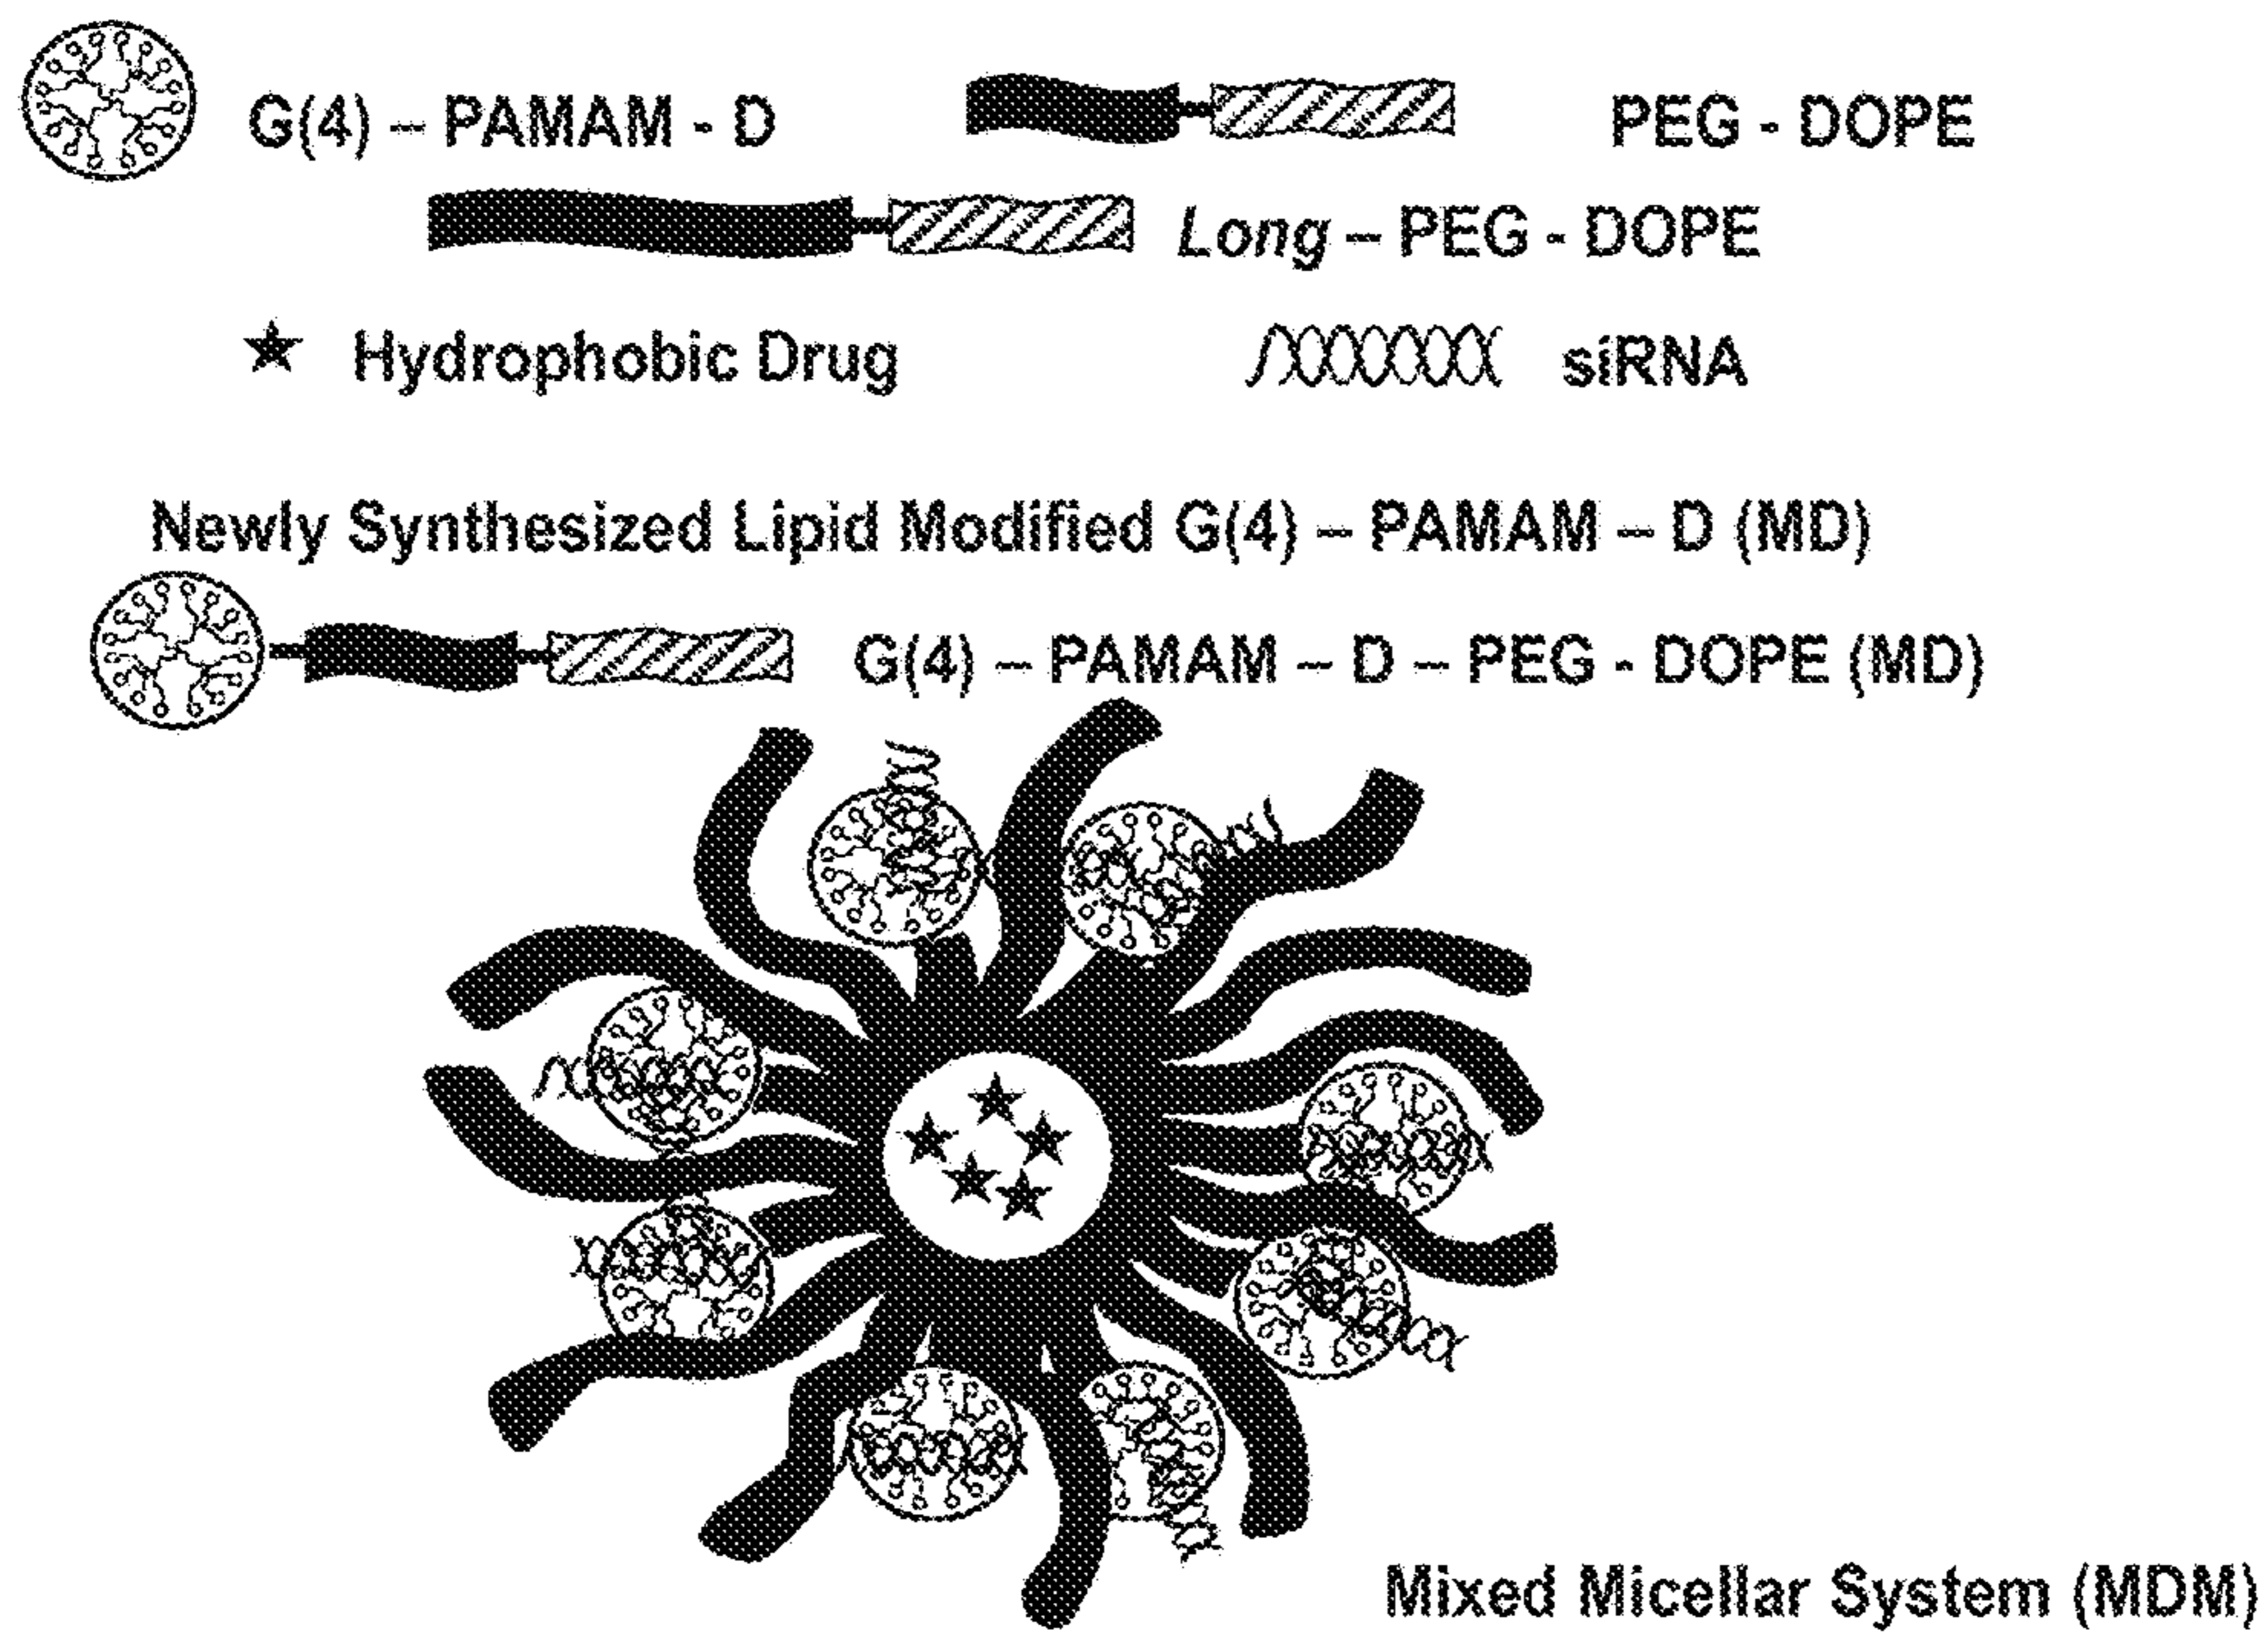 G(4) – PAMAM - D
PEG - DOPE
Long – PEG - DOPE
Hydrophobic Drug
siRNA
Newly Synthesized Lipid Modified G(4) – PAMAM – D (MD)
G(4) – PAMAM – D – PEG - DOPE (MD)
Mixed Micellar System (MDM)